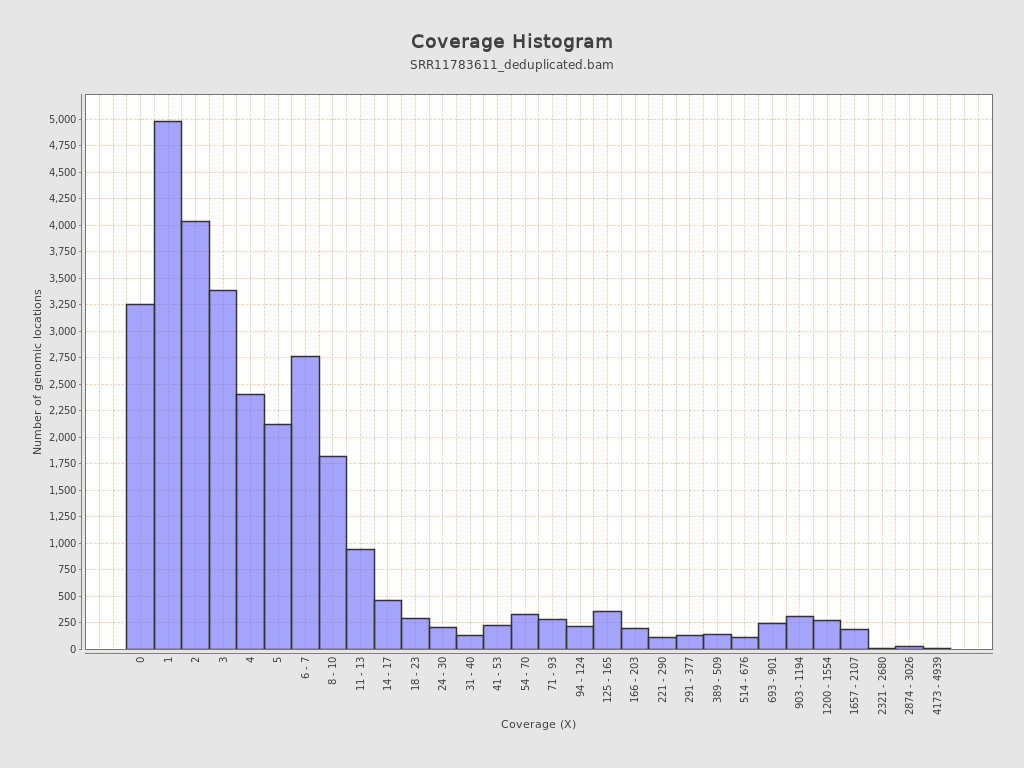 Coverage Histogram
SRR11783611_deduplicated.bam
Number of genomic locations
5,000
4,750
4,500
4,250
4,000
3,750
3,500
3,250
3,000
2,750
2,500
2,250
2,000
1,750
1,500
1,250
1,000
750
500
250
0
0
1
2
3
4
5
6 - 7
8 - 10
11 - 13
14 - 17
18 - 23
24 - 30
31 - 40
41 - 53
54 - 70
71 - 93
94 - 124
125 - 165
166 - 203
221 - 290
291 - 377
389 - 509
514 - 676
693 - 901
903 - 1194
1200 - 1554
1657 - 2107
2321 - 2680
2874 - 3026
4173 - 4939
Coverage (X)